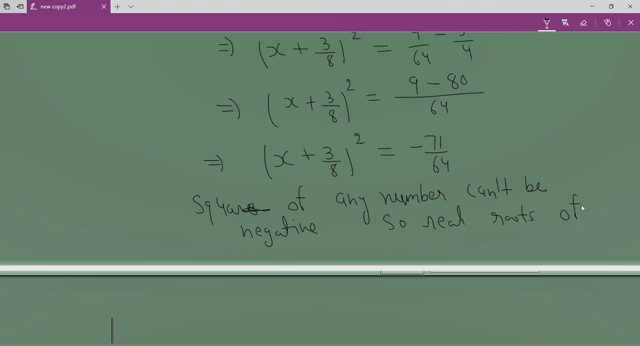 new copy2.pdf
=> (x + 3/8)² = 9/64 - 5/4
=> (x + 3/8)² = (9 - 80)/64
=> (x + 3/8)² = -71/64
Square of any number can't be
negative. So real roots of